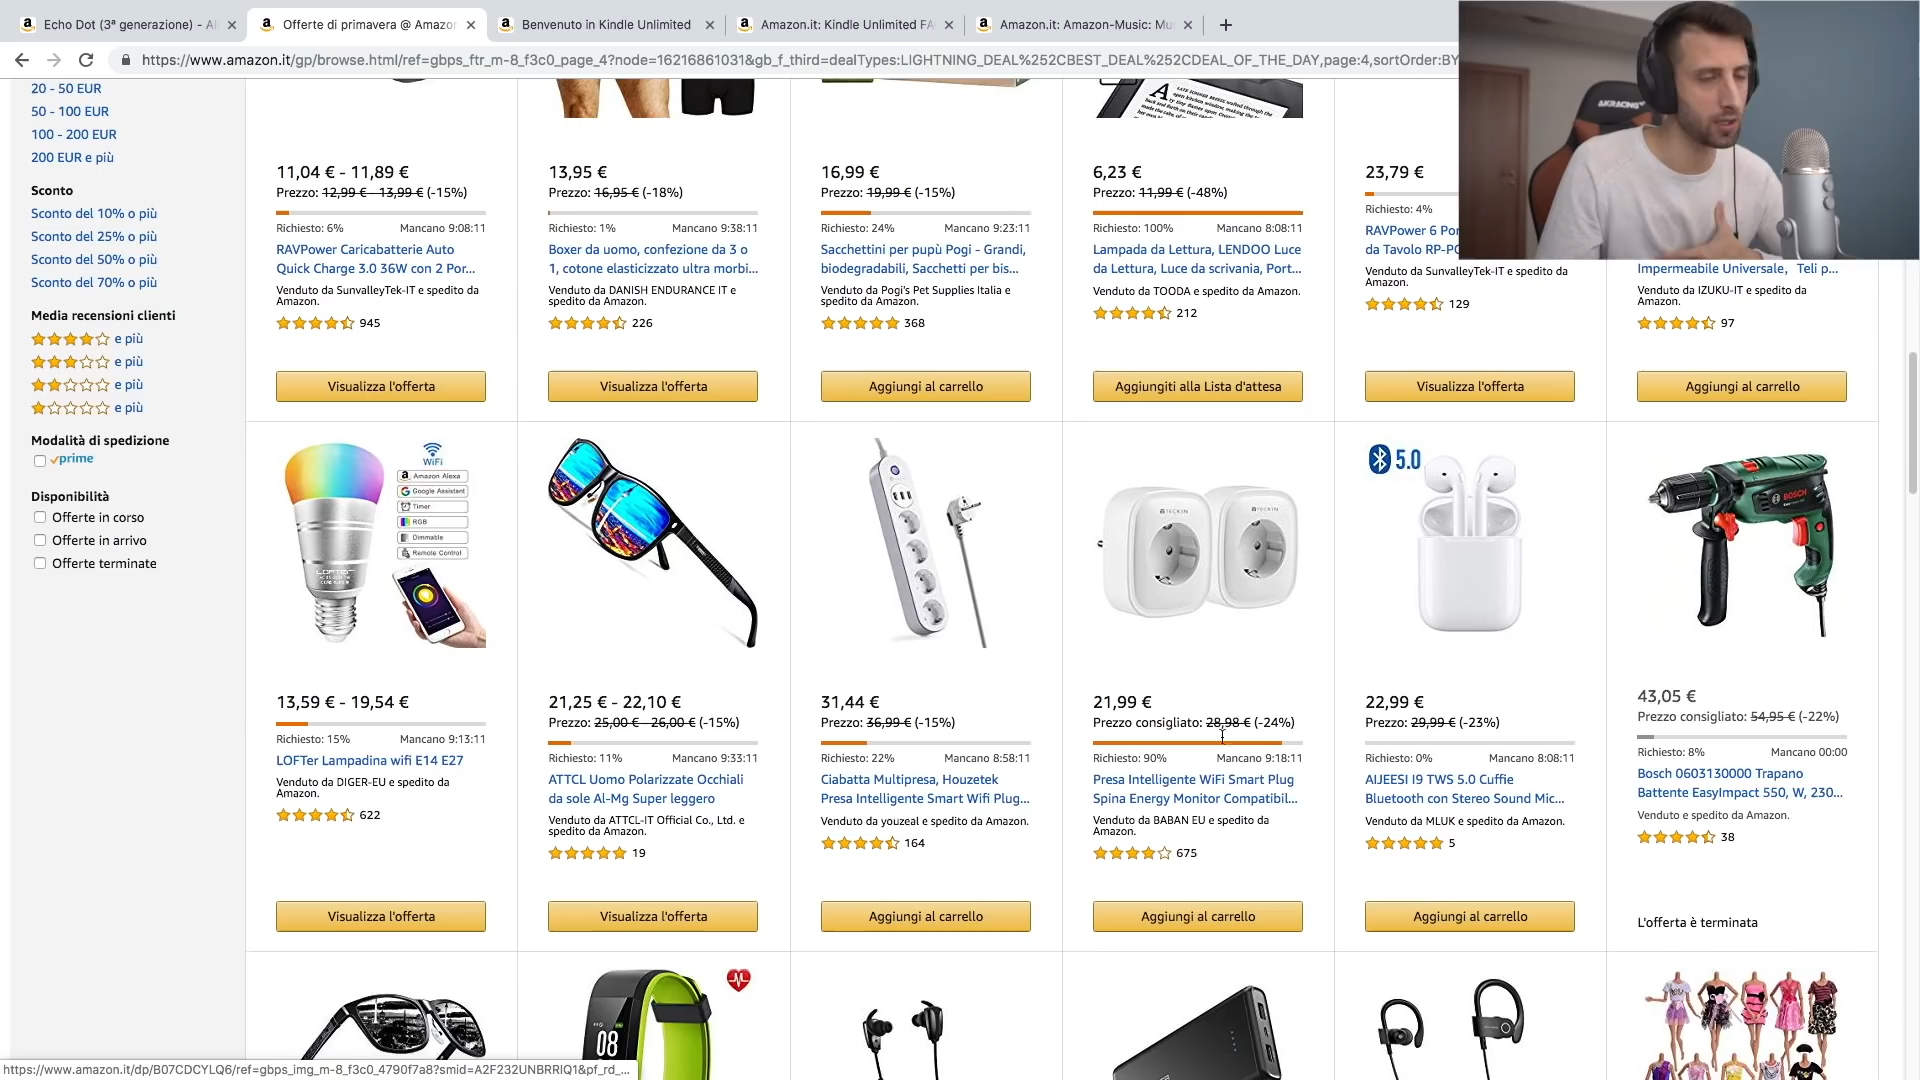 Echo Dot (3ª generazione) - Al
Offerte di primavera @ Amazon
Benvenuto in Kindle Unlimited
Amazon.it: Kindle Unlimited FA
Amazon.it: Amazon-Music: Mu
https://www.amazon.it/gp/browse.html/ref=gbps_ftr_m-8_f3c0_page_4?node=16216861031&gb_f_third=dealTypes:LIGHTNING_DEAL%252CBEST_DEAL%252CDEAL_OF_THE_DAY,page:4,sortOrder:BY
AKRACING
20 - 50 EUR
50 - 100 EUR
100 - 200 EUR
200 EUR e più
Sconto
Sconto del 10% o più
Sconto del 25% o più
Sconto del 50% o più
Sconto del 70% o più
Media recensioni clienti
e più
e più
e più
e più
Modalità di spedizione
prime
Disponibilità
Offerte in corso
Offerte in arrivo
Offerte terminate
11,04 € - 11,89 €
Prezzo: 12,99 € - 13,99 € (-15%)
Richiesto: 6% Mancano 9:08:11
RAVPower Caricabatterie Auto
Quick Charge 3.0 36W con 2 Por...
Venduto da SunvalleyTek-IT e spedito da
Amazon.
945
Visualizza l'offerta
13,95 €
Prezzo: 16,95 € (-18%)
Richiesto: 1% Mancano 9:38:11
Boxer da uomo, confezione da 3 o
1, cotone elasticizzato ultra morbi...
Venduto da DANISH ENDURANCE IT e
spedito da Amazon.
226
Visualizza l'offerta
16,99 €
Prezzo: 19,99 € (-15%)
Richiesto: 24% Mancano 9:23:11
Sacchettini per pupù Pogi - Grandi,
biodegradabili, Sacchetti per bis...
Venduto da Pogi's Pet Supplies Italia e
spedito da Amazon.
368
Aggiungi al carrello
6,23 €
Prezzo: 11,99 € (-48%)
Richiesto: 100% Mancano 8:08:11
Lampada da Lettura, LENDOO Luce
da Lettura, Luce da scrivania, Port...
Venduto da TOODA e spedito da Amazon.
212
Aggiungiti alla Lista d'attesa
23,79 €
Richiesto: 4%
RAVPower 6 Por
da Tavolo RP-PC
Venduto da SunvalleyTek-IT e spedito da
Amazon.
129
Visualizza l'offerta
Impermeabile Universale, Teli p...
Venduto da IZUKU-IT e spedito da
Amazon.
97
Aggiungi al carrello
WiFi
Amazon Alexa
Google Assistant
Timer
RGB
Dimmable
Remote Control
LOFTer
13,59 € - 19,54 €
Richiesto: 15% Mancano 9:13:11
LOFTer Lampadina wifi E14 E27
Venduto da DIGER-EU e spedito da
Amazon.
622
Visualizza l'offerta
21,25 € - 22,10 €
Prezzo: 25,00 € - 26,00 € (-15%)
Richiesto: 11% Mancano 9:33:11
ATTCL Uomo Polarizzate Occhiali
da sole Al-Mg Super leggero
Venduto da ATTCL-IT Official Co., Ltd. e
spedito da Amazon.
19
Visualizza l'offerta
31,44 €
Prezzo: 36,99 € (-15%)
Richiesto: 22% Mancano 8:58:11
Ciabatta Multipresa, Houzetek
Presa Intelligente Smart Wifi Plug...
Venduto da youzeal e spedito da Amazon.
164
Aggiungi al carrello
TECKIN
TECKIN
21,99 €
Prezzo consigliato: 28,98 € (-24%)
Richiesto: 90% Mancano 9:18:11
Presa Intelligente WiFi Smart Plug
Spina Energy Monitor Compatibil...
Venduto da BABAN EU e spedito da
Amazon.
675
Aggiungi al carrello
5.0
22,99 €
Prezzo: 29,99 € (-23%)
Richiesto: 0% Mancano 8:08:11
AIJEESI I9 TWS 5.0 Cuffie
Bluetooth con Stereo Sound Mic...
Venduto da MLUK e spedito da Amazon.
5
Aggiungi al carrello
BOSCH
43,05 €
Prezzo consigliato: 54,95 € (-22%)
Richiesto: 8% Mancano 00:00
Bosch 0603130000 Trapano
Battente EasyImpact 550, W, 230...
Venduto e spedito da Amazon.
38
L'offerta è terminata
08
https://www.amazon.it/dp/B07CDCYLQ6/ref=gbps_img_m-8_f3c0_4790f7a8?smid=A2F232UNBRRIQ1&pf_rd_...